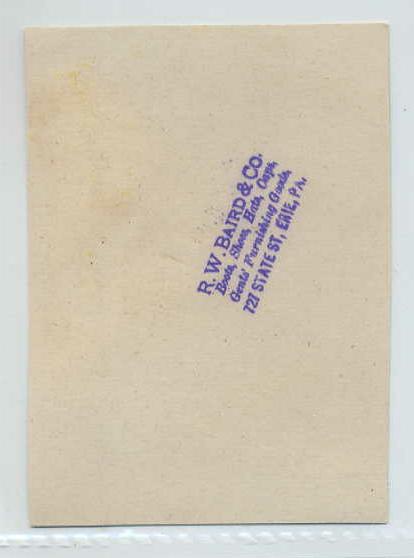 R. W. BAIRD & CO.
Boots, Shoes, Hats, Caps,
Gents' Furnishing Goods,
727 STATE ST, ERIE, PA.